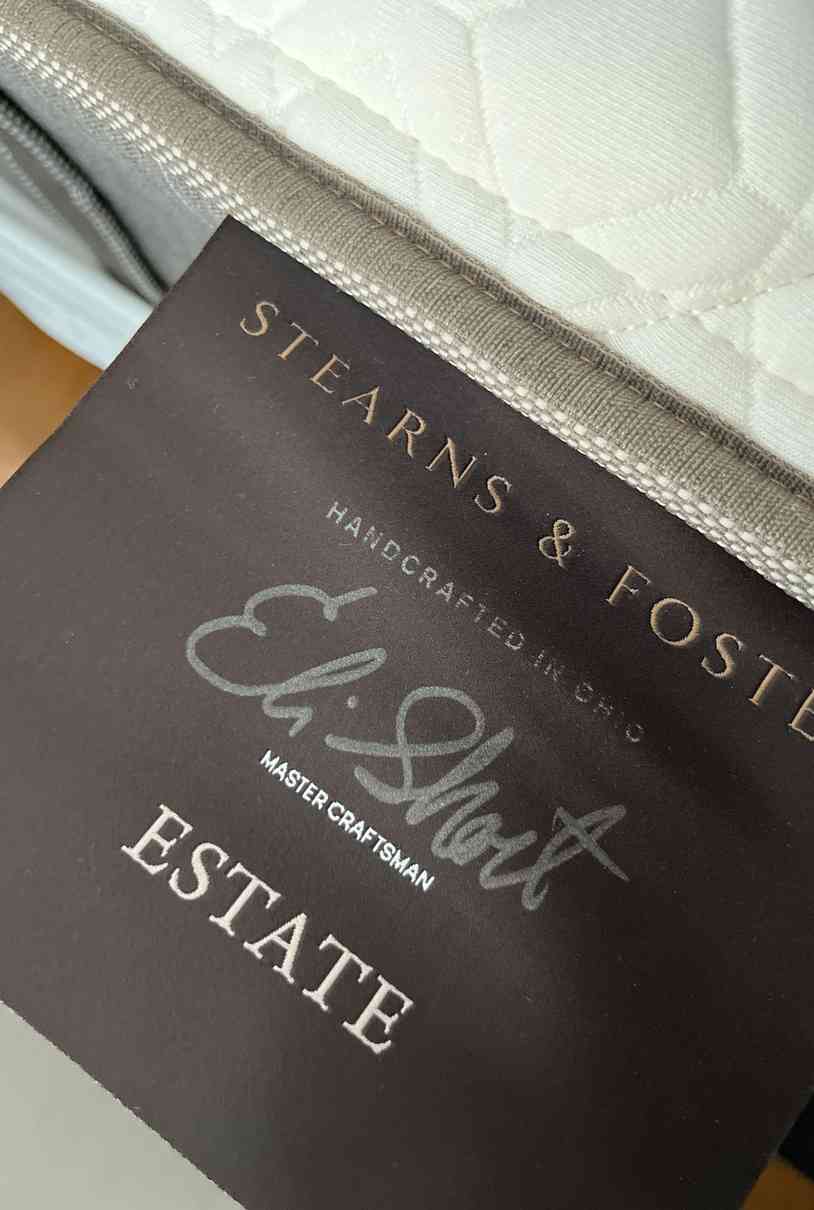 STEARNS & FOSTE
HANDCRAFTED IN OHIO
Eli Short
MASTER CRAFTSMAN
ESTATE